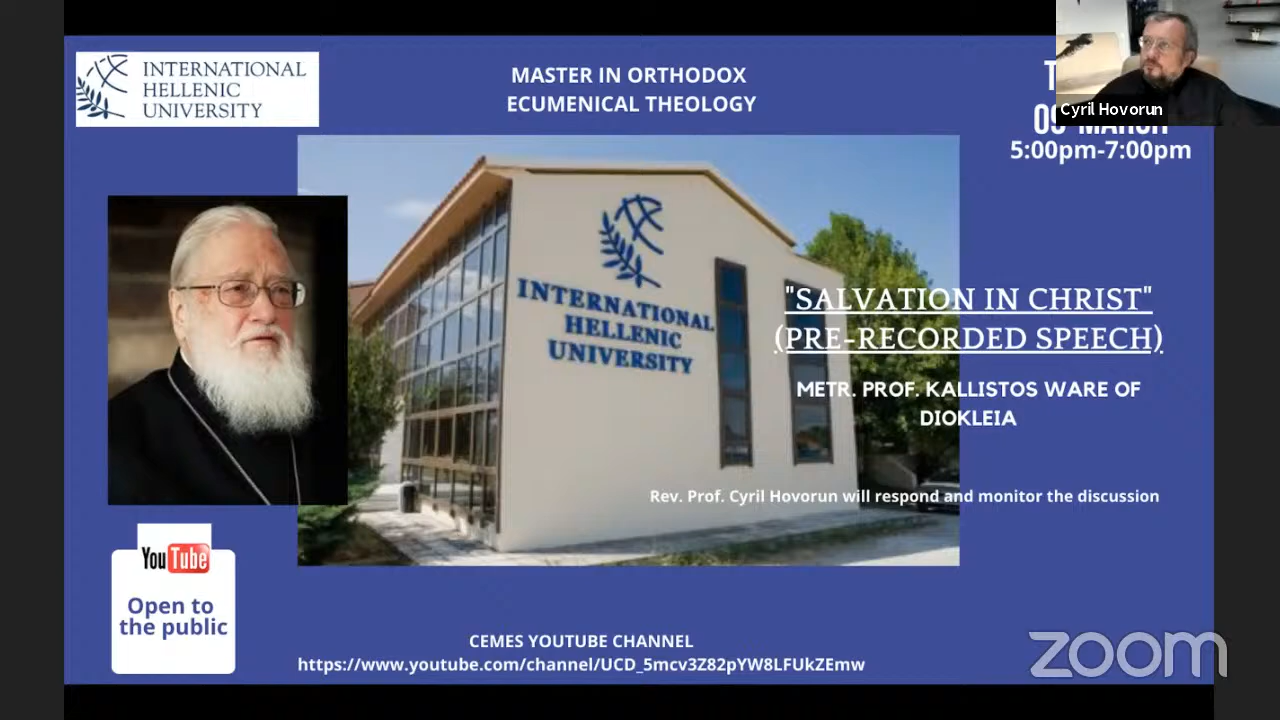 INTERNATIONAL
HELLENIC
UNIVERSITY
MASTER IN ORTHODOX
ECUMENICAL THEOLOGY
Cyril Hovorun
MARCH
5:00pm-7:00pm
INTERNATIONAL
HELLENIC
UNIVERSITY
"SALVATION IN CHRIST"
(PRE-RECORDED SPEECH)
METR. PROF. KALLISTOS WARE OF
DIOKLEIA
Rev. Prof. Cyril Hovorun will respond and monitor the discussion
YouTube
Open to
the public
CEMES YOUTUBE CHANNEL
https://www.youtube.com/channel/UCD_5mcv3Z82pYW8LFUkZEmw
zoom